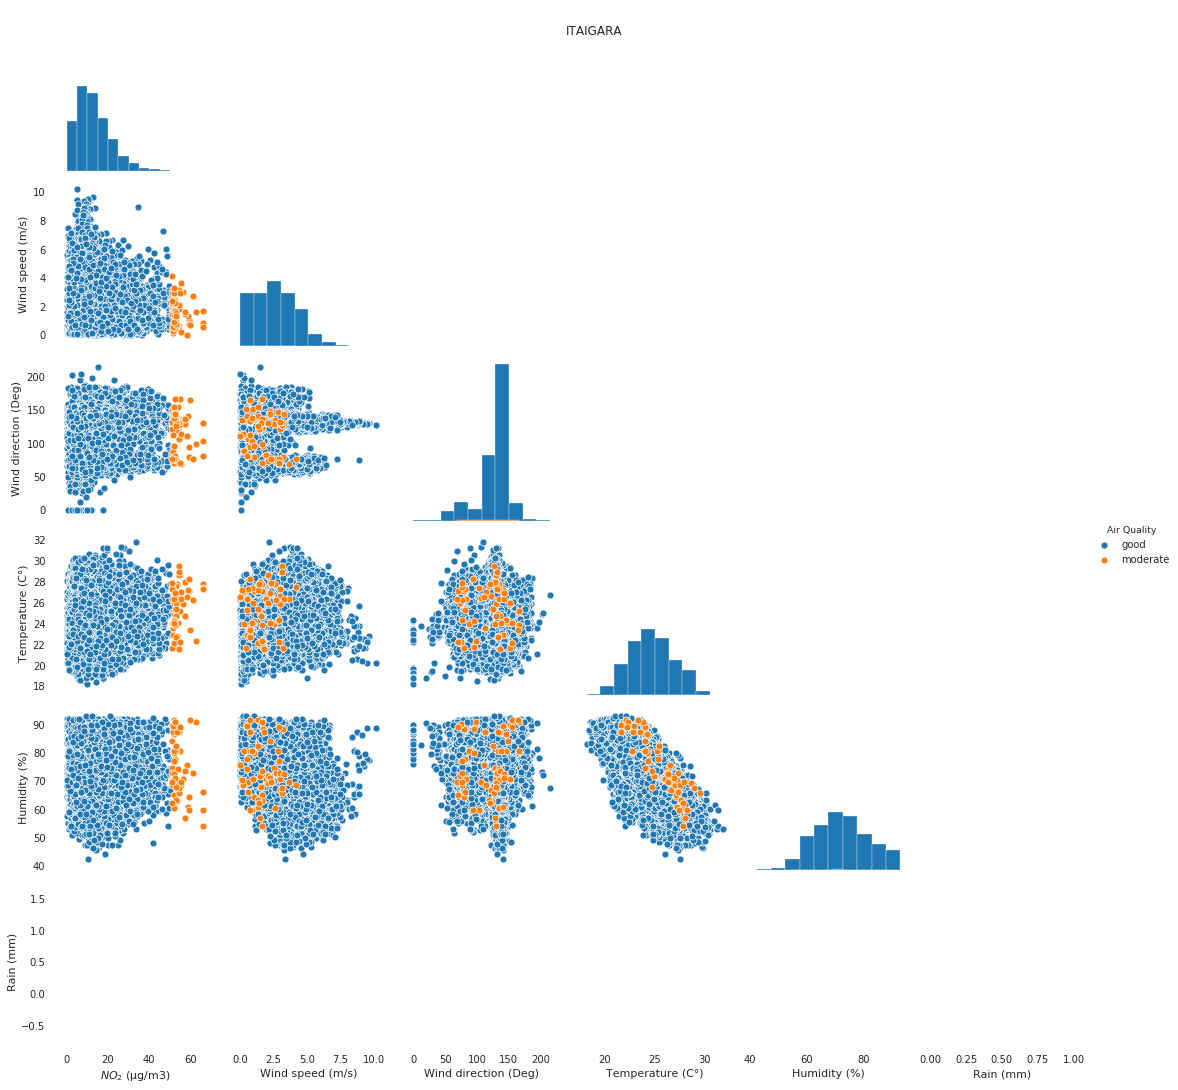 ITAIGARA
Wind speed (m/s)
10
8
6
4
2
0
Wind direction (Deg)
200
150
100
50
0
Temperature (C°)
32
30
28
26
24
22
20
18
Air Quality
good
moderate
Humidity (%)
90
80
70
60
50
40
Rain (mm)
1.5
1.0
0.5
0.0
−0.5
0 20 40 60
0.0 2.5 5.0 7.5 10.0
0 50 100 150 200
20 25 30
40 60 80
0.00 0.25 0.50 0.75 1.00
NO₂ (μg/m3)
Wind speed (m/s)
Wind direction (Deg)
Temperature (C°)
Humidity (%)
Rain (mm)